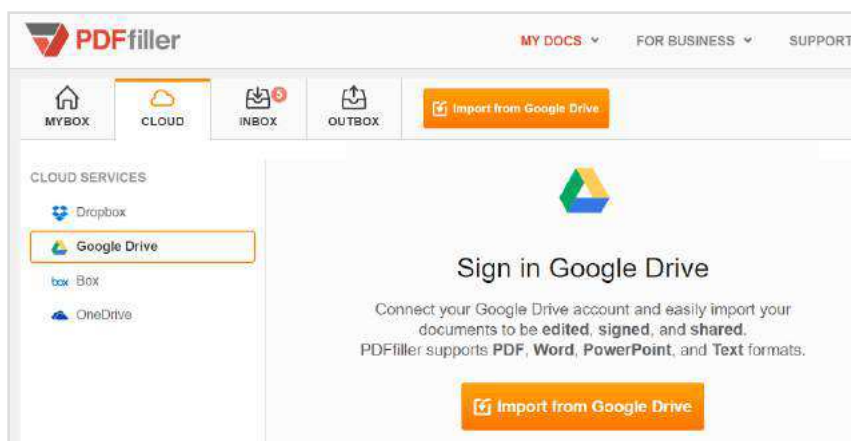 PDFfiller
MY DOCS
FOR BUSINESS
SUPPORT
MYBOX
CLOUD
5
INBOX
OUTBOX
Import from Google Drive
CLOUD SERVICES
Dropbox
Google Drive
box Box
OneDrive
Sign in Google Drive
Connect your Google Drive account and easily import your
documents to be edited, signed, and shared.
PDFfiller supports PDF, Word, PowerPoint, and Text formats.
Import from Google Drive